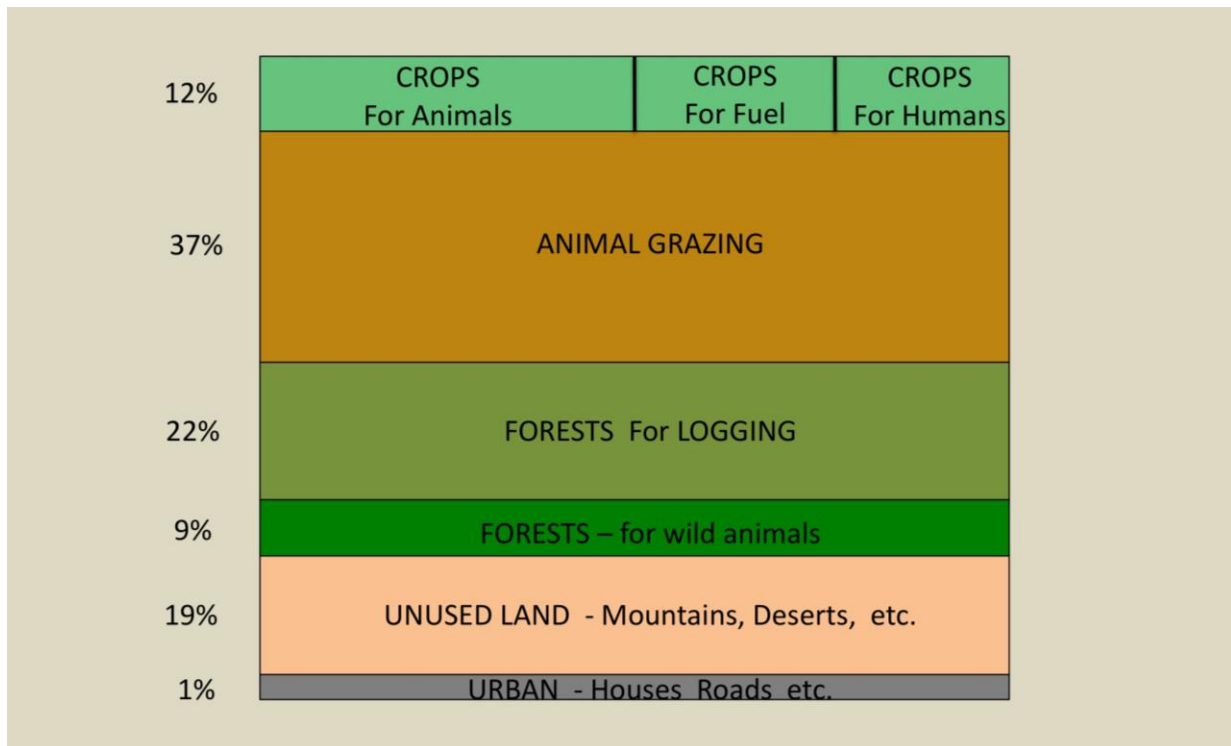 12%
CROPS
For Animals
CROPS
For Fuel
CROPS
For Humans
37%
ANIMAL GRAZING
22%
FORESTS For LOGGING
9%
FORESTS – for wild animals
19%
UNUSED LAND - Mountains, Deserts, etc.
1%
URBAN - Houses Roads etc.